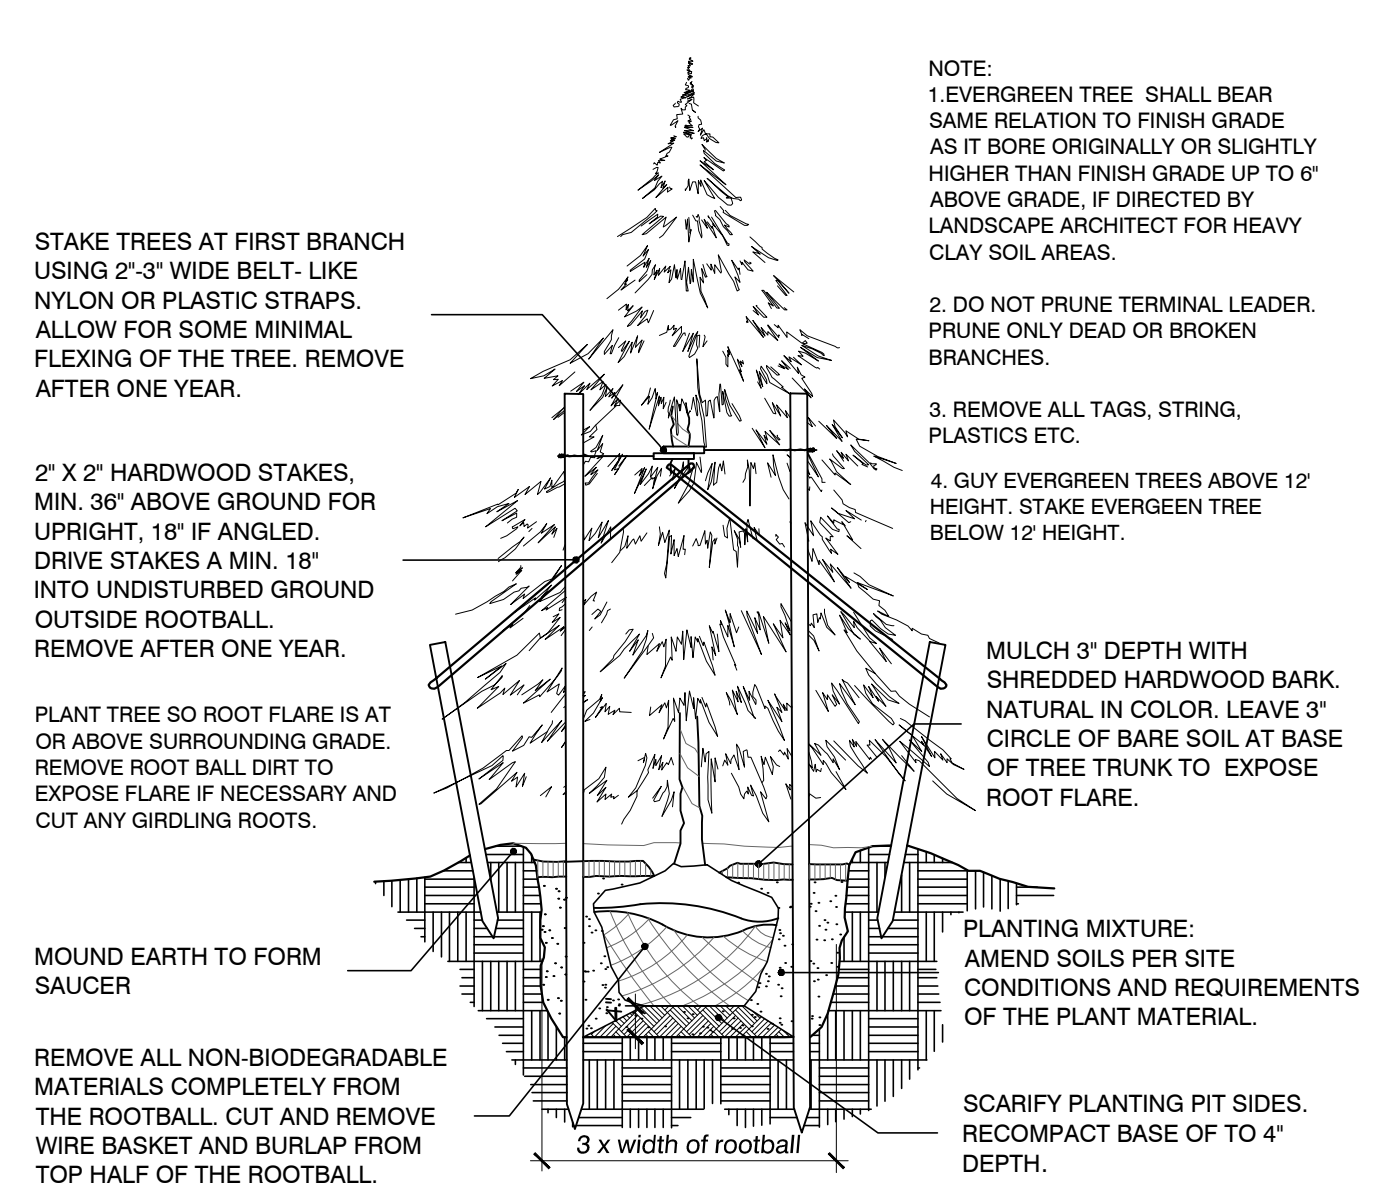 NOTE:
1.EVERGREEN TREE SHALL BEAR
SAME RELATION TO FINISH GRADE
AS IT BORE ORIGINALLY OR SLIGHTLY
HIGHER THAN FINISH GRADE UP TO 6"
ABOVE GRADE, IF DIRECTED BY
LANDSCAPE ARCHITECT FOR HEAVY
CLAY SOIL AREAS.
2. DO NOT PRUNE TERMINAL LEADER.
PRUNE ONLY DEAD OR BROKEN
BRANCHES.
3. REMOVE ALL TAGS, STRING,
PLASTICS ETC.
4. GUY EVERGREEN TREES ABOVE 12'
HEIGHT. STAKE EVERGEEN TREE
BELOW 12' HEIGHT.
STAKE TREES AT FIRST BRANCH
USING 2"-3" WIDE BELT- LIKE
NYLON OR PLASTIC STRAPS.
ALLOW FOR SOME MINIMAL
FLEXING OF THE TREE. REMOVE
AFTER ONE YEAR.
2" X 2" HARDWOOD STAKES,
MIN. 36" ABOVE GROUND FOR
UPRIGHT, 18" IF ANGLED.
DRIVE STAKES A MIN. 18"
INTO UNDISTURBED GROUND
OUTSIDE ROOTBALL.
REMOVE AFTER ONE YEAR.
PLANT TREE SO ROOT FLARE IS AT
OR ABOVE SURROUNDING GRADE.
REMOVE ROOT BALL DIRT TO
EXPOSE FLARE IF NECESSARY AND
CUT ANY GIRDLING ROOTS.
MOUND EARTH TO FORM
SAUCER
REMOVE ALL NON-BIODEGRADABLE
MATERIALS COMPLETELY FROM
THE ROOTBALL. CUT AND REMOVE
WIRE BASKET AND BURLAP FROM
TOP HALF OF THE ROOTBALL.
MULCH 3" DEPTH WITH
SHREDDED HARDWOOD BARK.
NATURAL IN COLOR. LEAVE 3"
CIRCLE OF BARE SOIL AT BASE
OF TREE TRUNK TO EXPOSE
ROOT FLARE.
PLANTING MIXTURE:
AMEND SOILS PER SITE
CONDITIONS AND REQUIREMENTS
OF THE PLANT MATERIAL.
SCARIFY PLANTING PIT SIDES.
RECOMPACT BASE OF TO 4"
DEPTH.
4"
3 x width of rootball